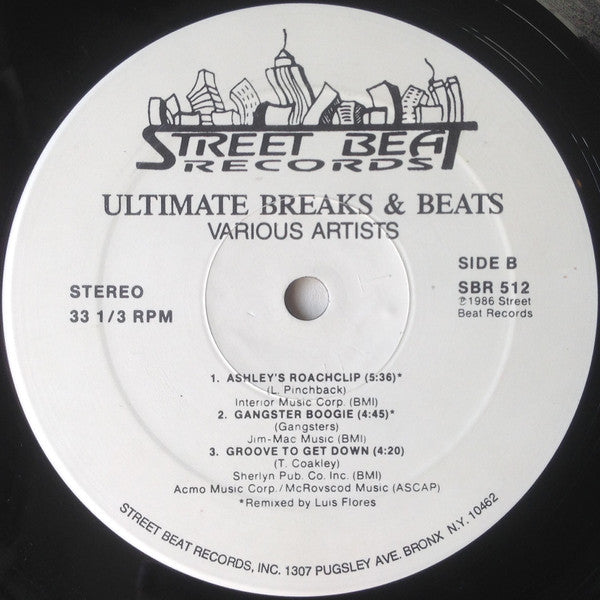 STREET BEAT
RECORDS
ULTIMATE BREAKS & BEATS
VARIOUS ARTISTS
STEREO
33 1/3 RPM
SIDE B
SBR 512
℗1986 Street
Beat Records
1. ASHLEY'S ROACHCLIP (5:36)*
(L. Pinchback)
Interior Music Corp. (BMI)
2. GANGSTER BOOGIE (4:45)*
(Gangsters)
Jim-Mac Music (BMI)
3. GROOVE TO GET DOWN (4:20)
(T. Coakley)
Sherlyn Pub. Co. Inc. (BMI)
Acmo Music Corp./McRovscod Music (ASCAP)
*Remixed by Luis Flores
STREET BEAT RECORDS, INC. 1307 PUGSLEY AVE. BRONX N.Y. 10462